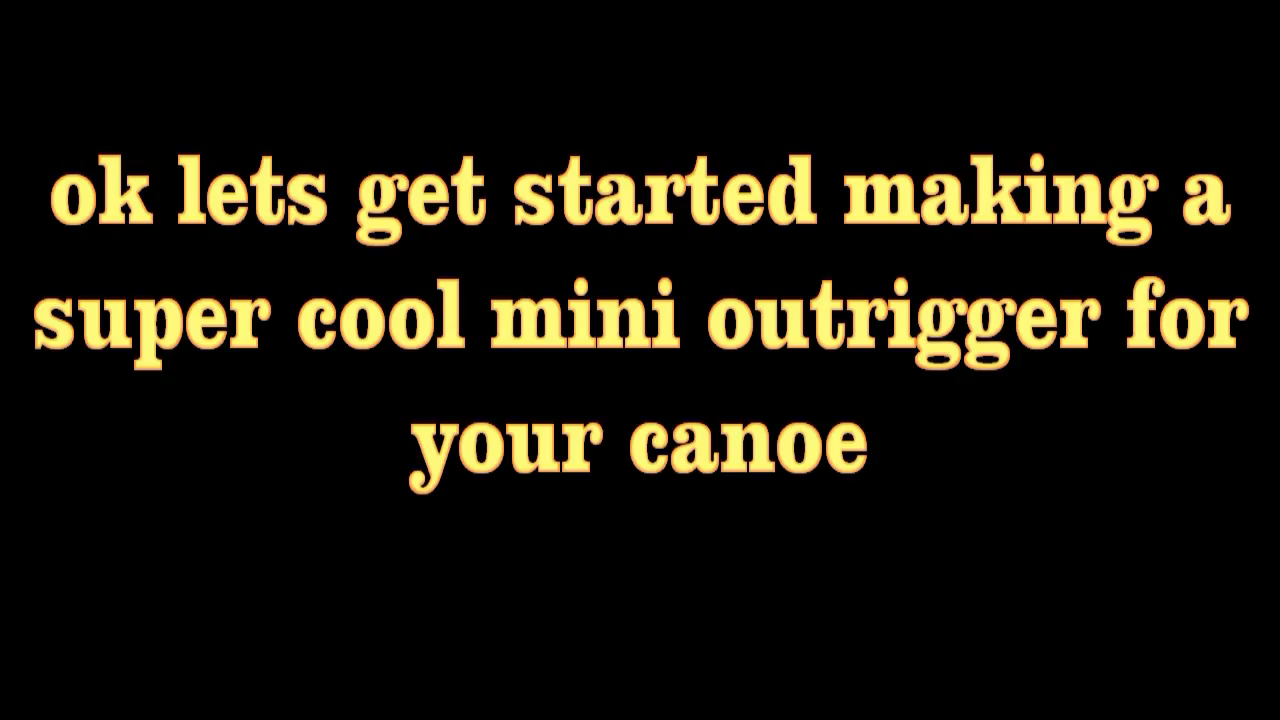 ok lets get started making a
super cool mini outrigger for
your canoe